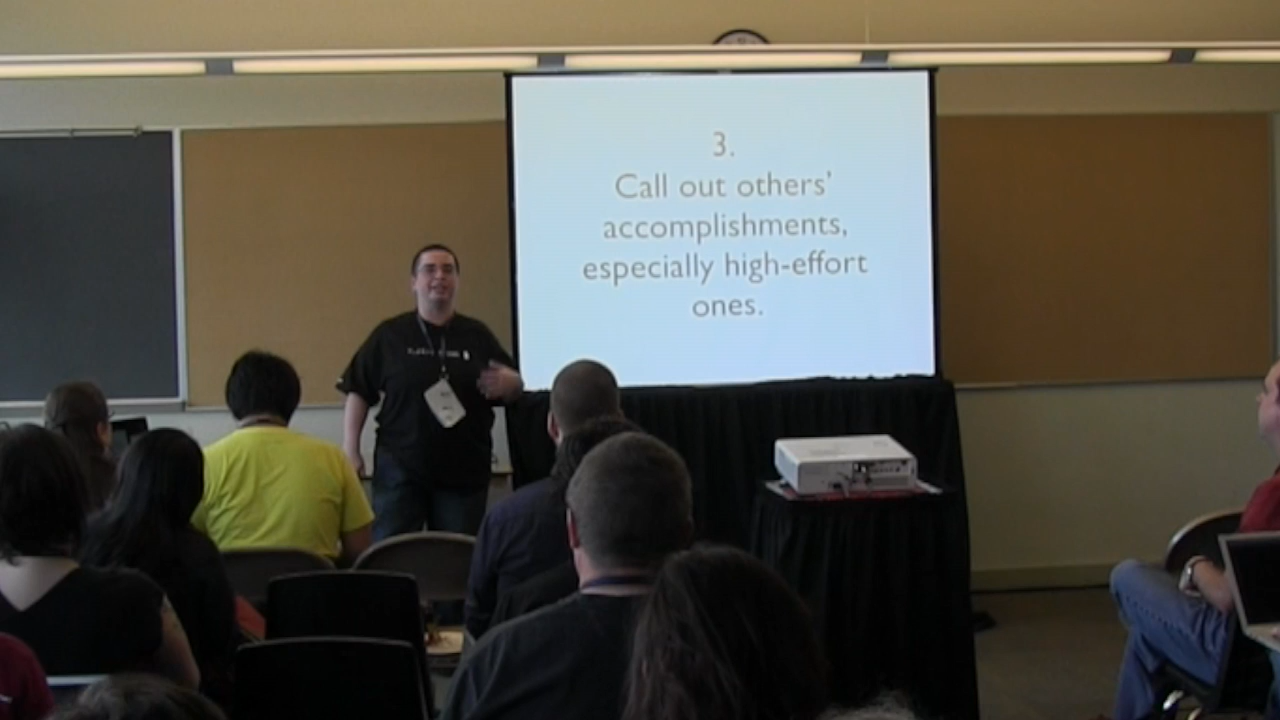 3.
Call out others'
accomplishments,
especially high-effort
ones.